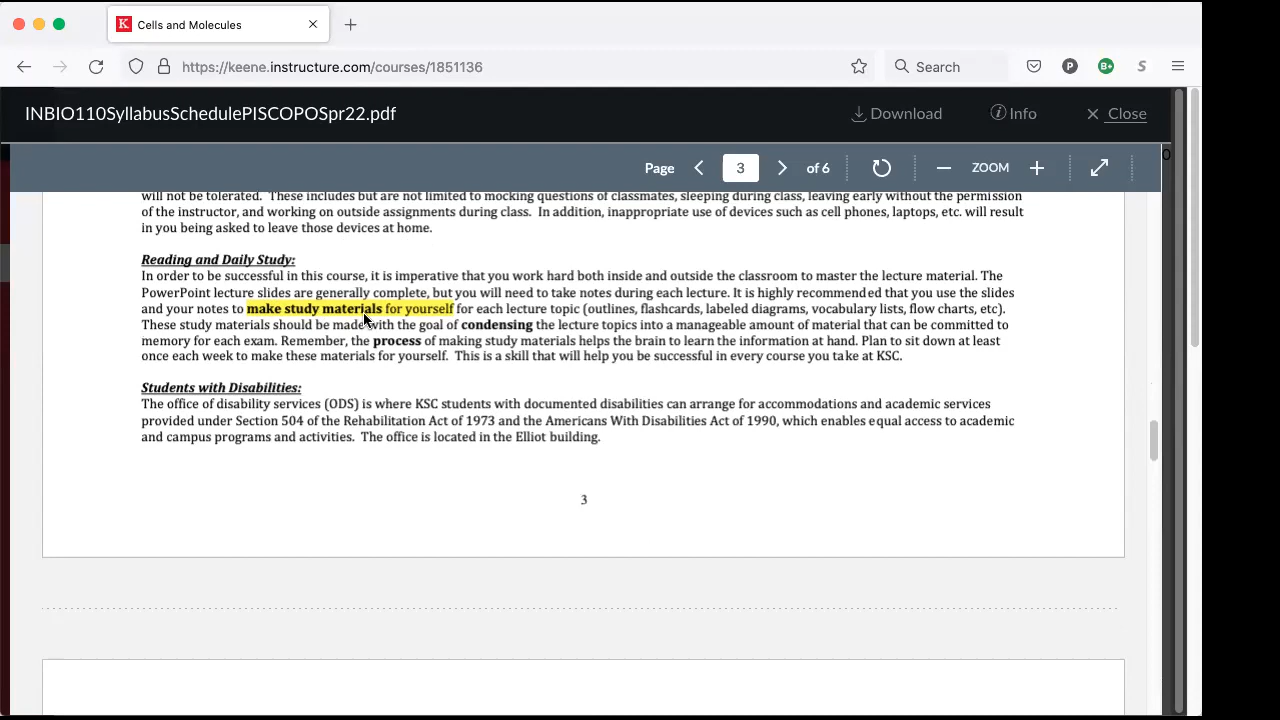 Cells and Molecules
https://keene.instructure.com/courses/1851136
Search
P
B+
S
INBIO110SyllabusSchedulePISCOPOSpr22.pdf
Download
Info
Close
Page
3
of 6
ZOOM
0
will not be tolerated. These includes but are not limited to mocking questions of classmates, sleeping during class, leaving early without the permission
of the instructor, and working on outside assignments during class. In addition, inappropriate use of devices such as cell phones, laptops, etc. will result
in you being asked to leave those devices at home.
Reading and Daily Study:
In order to be successful in this course, it is imperative that you work hard both inside and outside the classroom to master the lecture material. The
PowerPoint lecture slides are generally complete, but you will need to take notes during each lecture. It is highly recommended that you use the slides
and your notes to make study materials for yourself for each lecture topic (outlines, flashcards, labeled diagrams, vocabulary lists, flow charts, etc).
These study materials should be made with the goal of condensing the lecture topics into a manageable amount of material that can be committed to
memory for each exam. Remember, the process of making study materials helps the brain to learn the information at hand. Plan to sit down at least
once each week to make these materials for yourself. This is a skill that will help you be successful in every course you take at KSC.
Students with Disabilities:
The office of disability services (ODS) is where KSC students with documented disabilities can arrange for accommodations and academic services
provided under Section 504 of the Rehabilitation Act of 1973 and the Americans With Disabilities Act of 1990, which enables equal access to academic
and campus programs and activities. The office is located in the Elliot building.
3